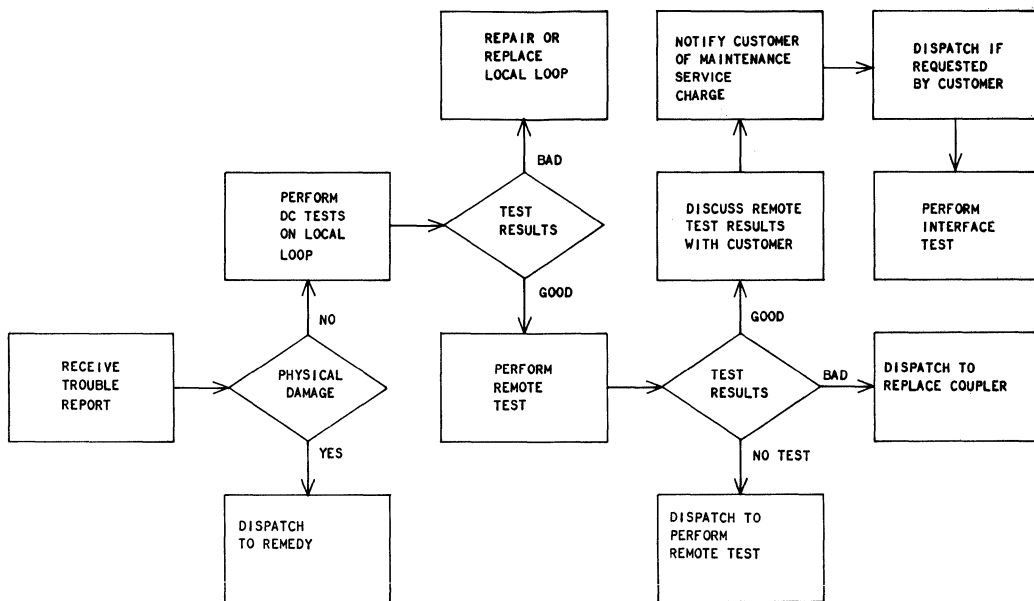 RECEIVE
TROUBLE
REPORT
PHYSICAL
DAMAGE
NO
YES
DISPATCH
TO REMEDY
PERFORM
DC TESTS
ON LOCAL
LOOP
TEST
RESULTS
BAD
GOOD
REPAIR OR
REPLACE
LOCAL LOOP
PERFORM
REMOTE
TEST
TEST
RESULTS
GOOD
BAD
NO TEST
DISCUSS REMOTE
TEST RESULTS
WITH CUSTOMER
NOTIFY CUSTOMER
OF MAINTENANCE
SERVICE
CHARGE
DISPATCH IF
REQUESTED
BY CUSTOMER
PERFORM
INTERFACE
TEST
DISPATCH TO
REPLACE COUPLER
DISPATCH TO
PERFORM
REMOTE TEST